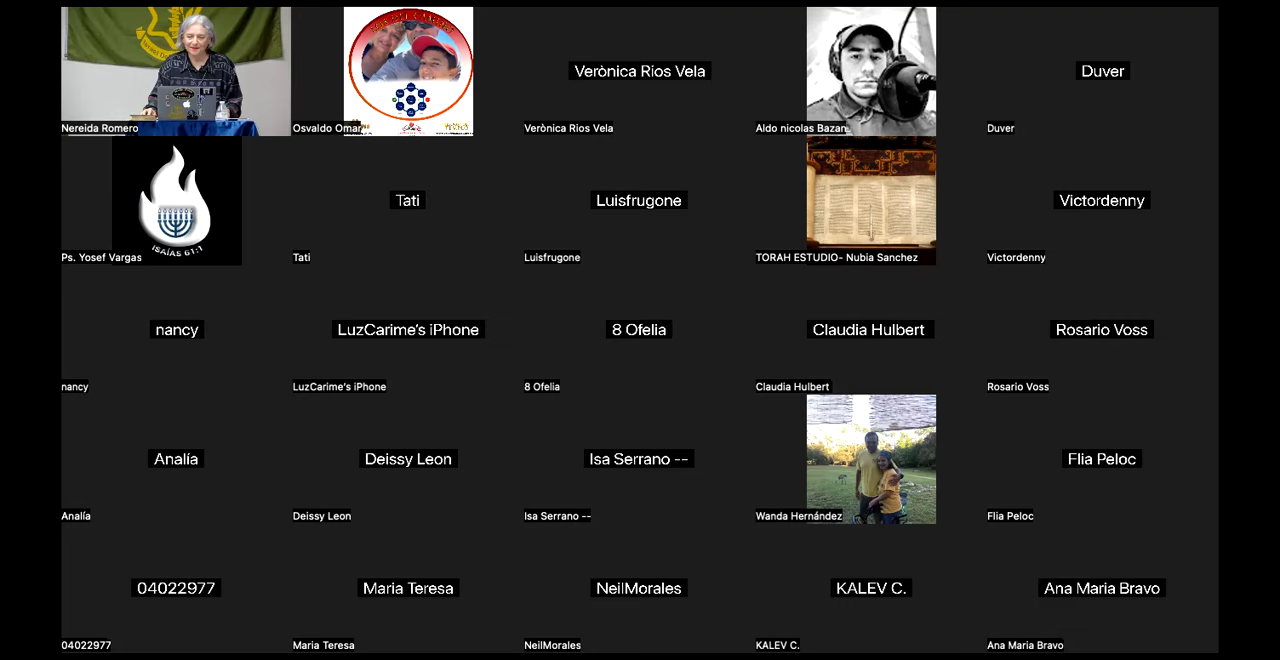 Verònica Rios Vela
Duver
Nereida Romero
Osvaldo Omar
Verònica Rios Vela
Aldo nicolas Bazan
Duver
ISAÍAS 61:1
Tati
Luisfrugone
Victordenny
Ps. Yosef Vargas
Tati
Luisfrugone
TORAH ESTUDIO- Nubia Sanchez
Victordenny
nancy
LuzCarime's iPhone
8 Ofelia
Claudia Hulbert
Rosario Voss
nancy
LuzCarime's iPhone
8 Ofelia
Claudia Hulbert
Rosario Voss
Analía
Deissy Leon
Isa Serrano --
Flia Peloc
Analía
Deissy Leon
Isa Serrano --
Wanda Hernández
Flia Peloc
04022977
Maria Teresa
NeilMorales
KALEV C.
Ana Maria Bravo
04022977
Maria Teresa
NeilMorales
KALEV C.
Ana Maria Bravo